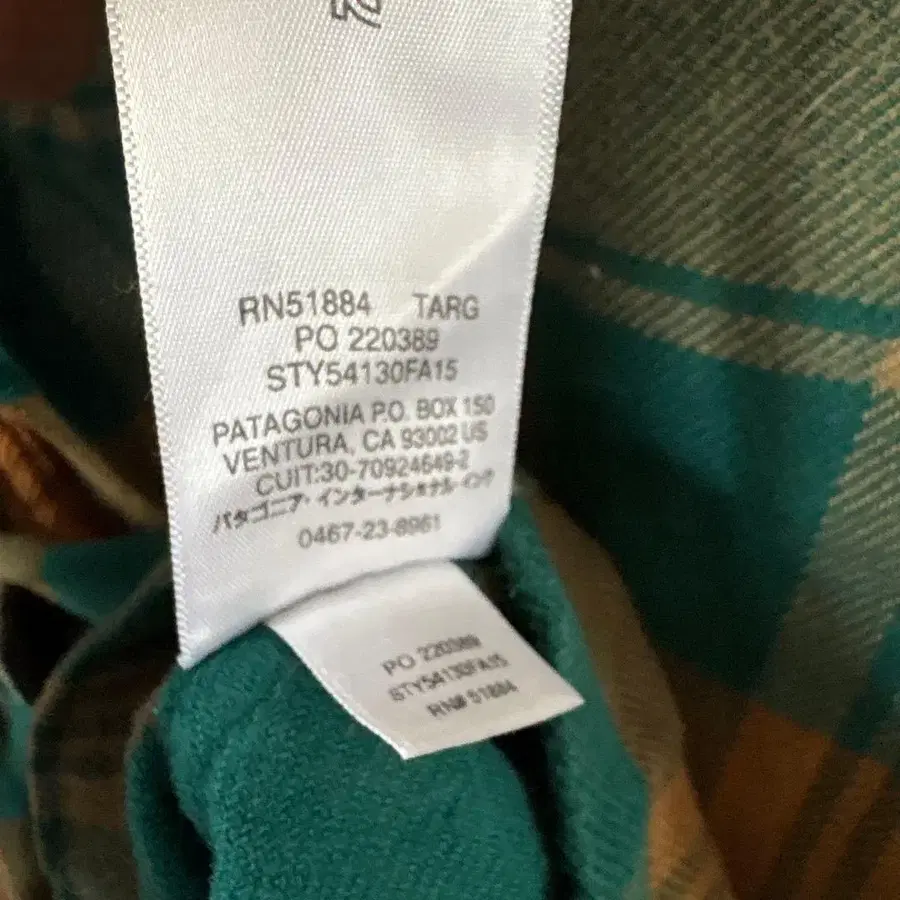 RN51884 TARG
PO 220389
STY54130FA15
PATAGONIA P.O. BOX 150
VENTURA, CA 93002 US
CUIT:30-70924649-2
パタゴニア・インターナショナル・インク
0467-23-8961
PO 220389
STY54130FA15
RN# 51884